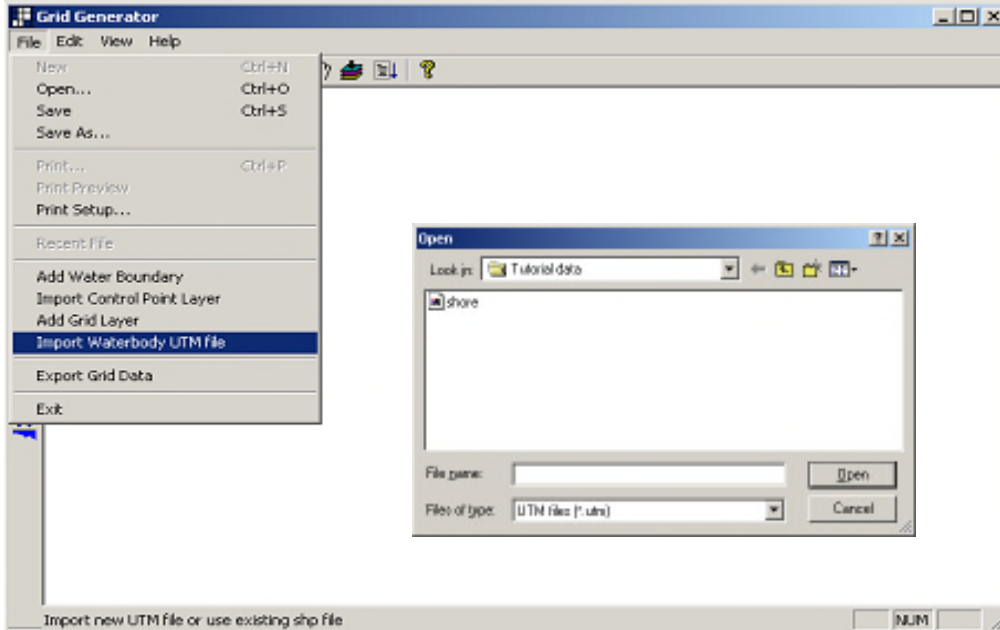 Grid Generator
File Edit View Help
New Ctrl+N
Open... Ctrl+O
Save Ctrl+S
Save As...
Print... Ctrl+P
Print Preview
Print Setup...
Recent File
Add Water Boundary
Import Control Point Layer
Add Grid Layer
Import Waterbody UTM file
Export Grid Data
Exit
Open
Look in: Tutorial data
shore
File name: Open
Files of type: UTM files (*.utm) Cancel
Import new UTM file or use existing shp file NUM